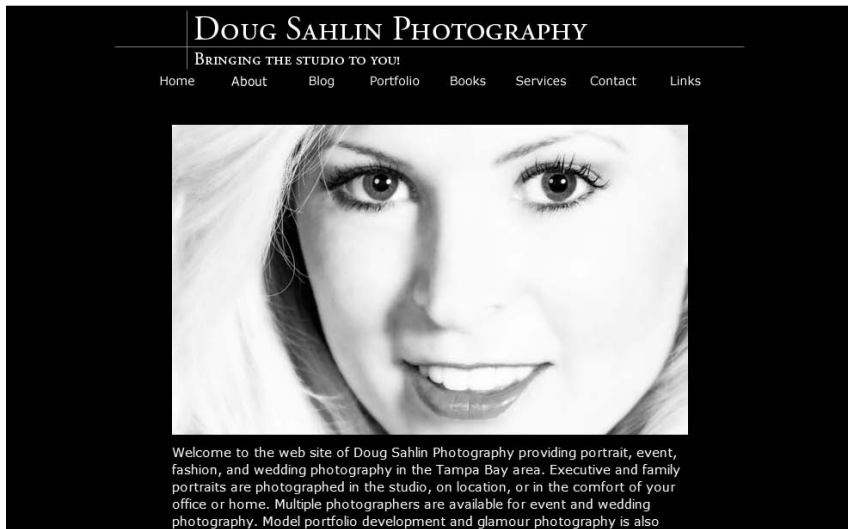 Doug Sahlin Photography
Bringing the studio to you!
Home About Blog Portfolio Books Services Contact Links
Welcome to the web site of Doug Sahlin Photography providing portrait, event,
fashion, and wedding photography in the Tampa Bay area. Executive and family
portraits are photographed in the studio, on location, or in the comfort of your
office or home. Multiple photographers are available for event and wedding
photography. Model portfolio development and glamour photography is also